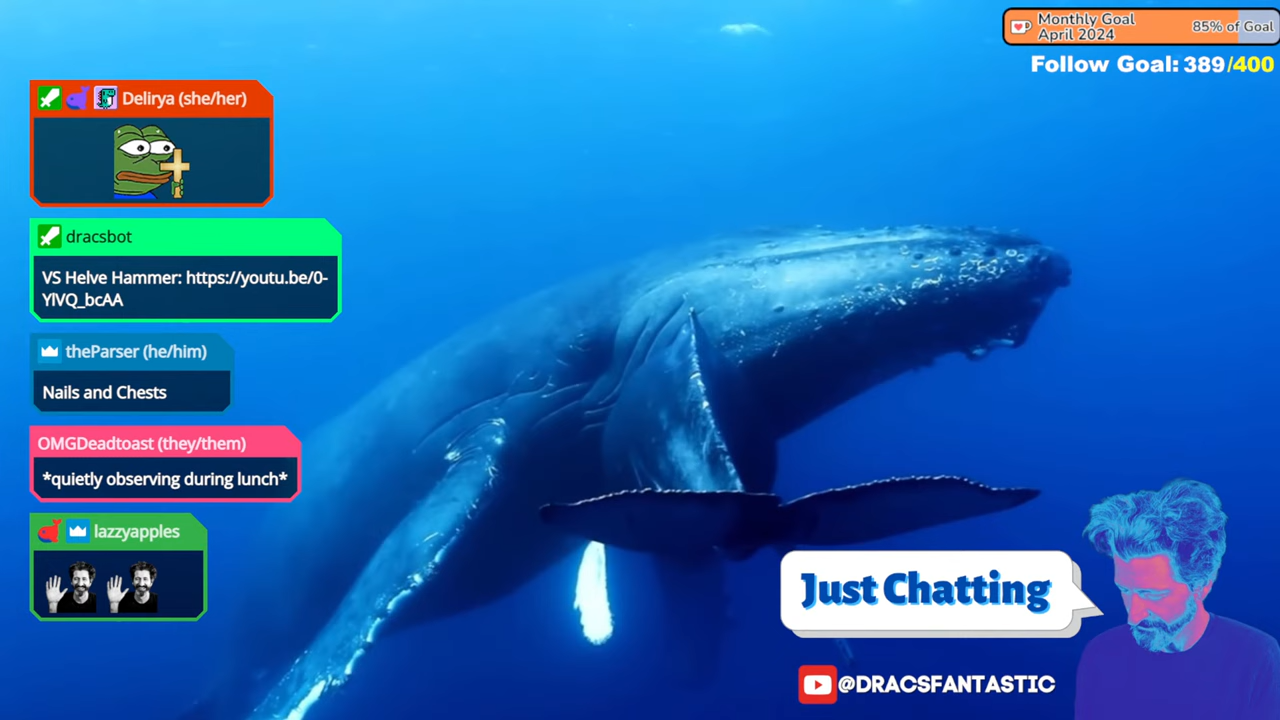 Monthly Goal
April 2024
85% of Goal
Follow Goal: 389/400
Delirya (she/her)
dracsbot
VS Helve Hammer: https://youtu.be/0-
YlVQ_bcAA
theParser (he/him)
Nails and Chests
OMGDeadtoast (they/them)
*quietly observing during lunch*
lazzyapples
Just Chatting
@DRACSFANTASTIC